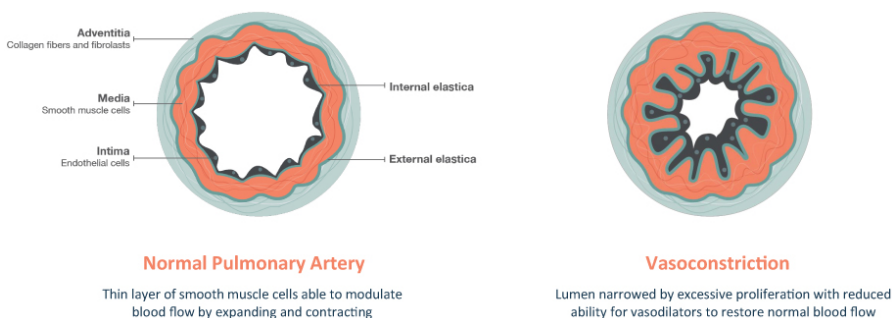 Adventitia
Collagen fibers and fibrolasts
Media
Smooth muscle cells
Intima
Endothelial cells
Internal elastica
External elastica
Normal Pulmonary Artery
Thin layer of smooth muscle cells able to modulate
blood flow by expanding and contracting
Vasoconstriction
Lumen narrowed by excessive proliferation with reduced
ability for vasodilators to restore normal blood flow